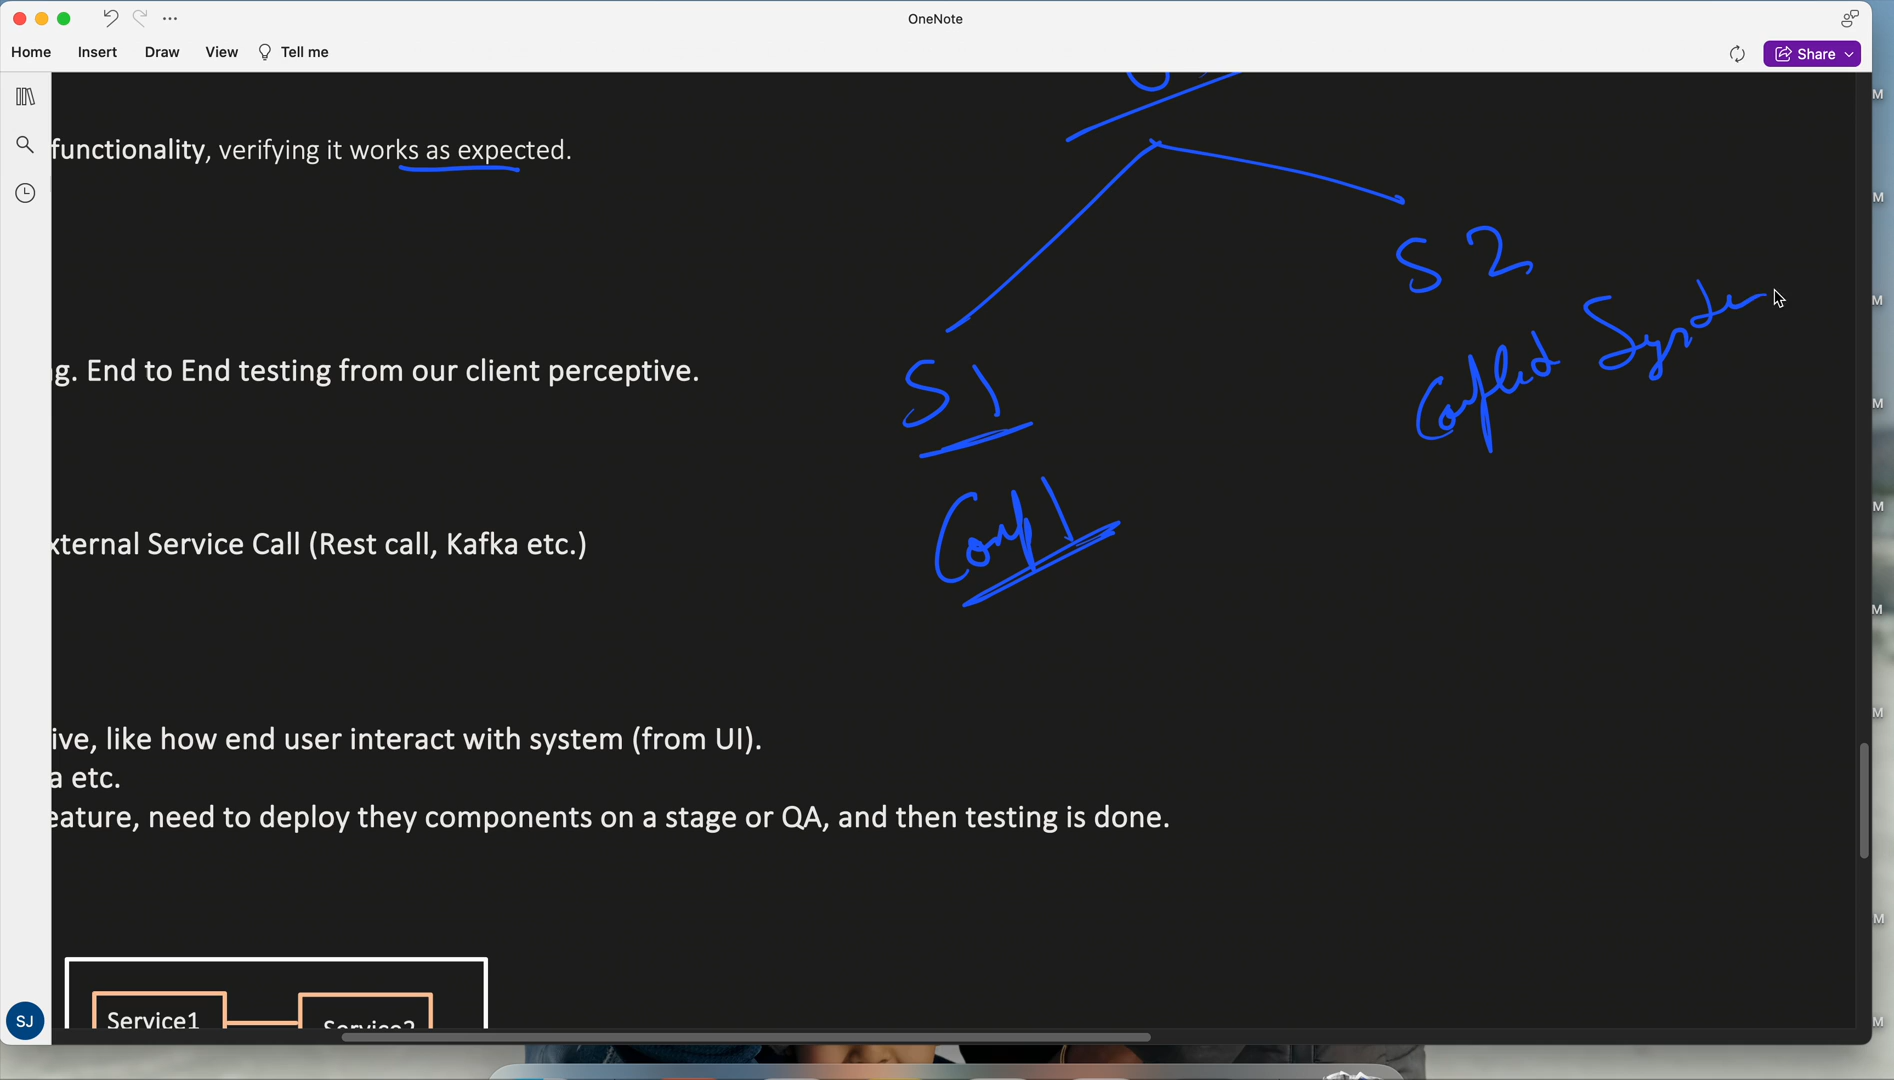 OneNote
Home Insert Draw View Tell me
Share
functionality, verifying it works as expected.
S 2
S1
g. End to End testing from our client perceptive.
Comp 1
xternal Service Call (Rest call, Kafka etc.)
ive, like how end user interact with system (from UI).
a etc.
eature, need to deploy they components on a stage or QA, and then testing is done.
Service1
Service2
SJ
M
M
M
M
M
M
M
M
M